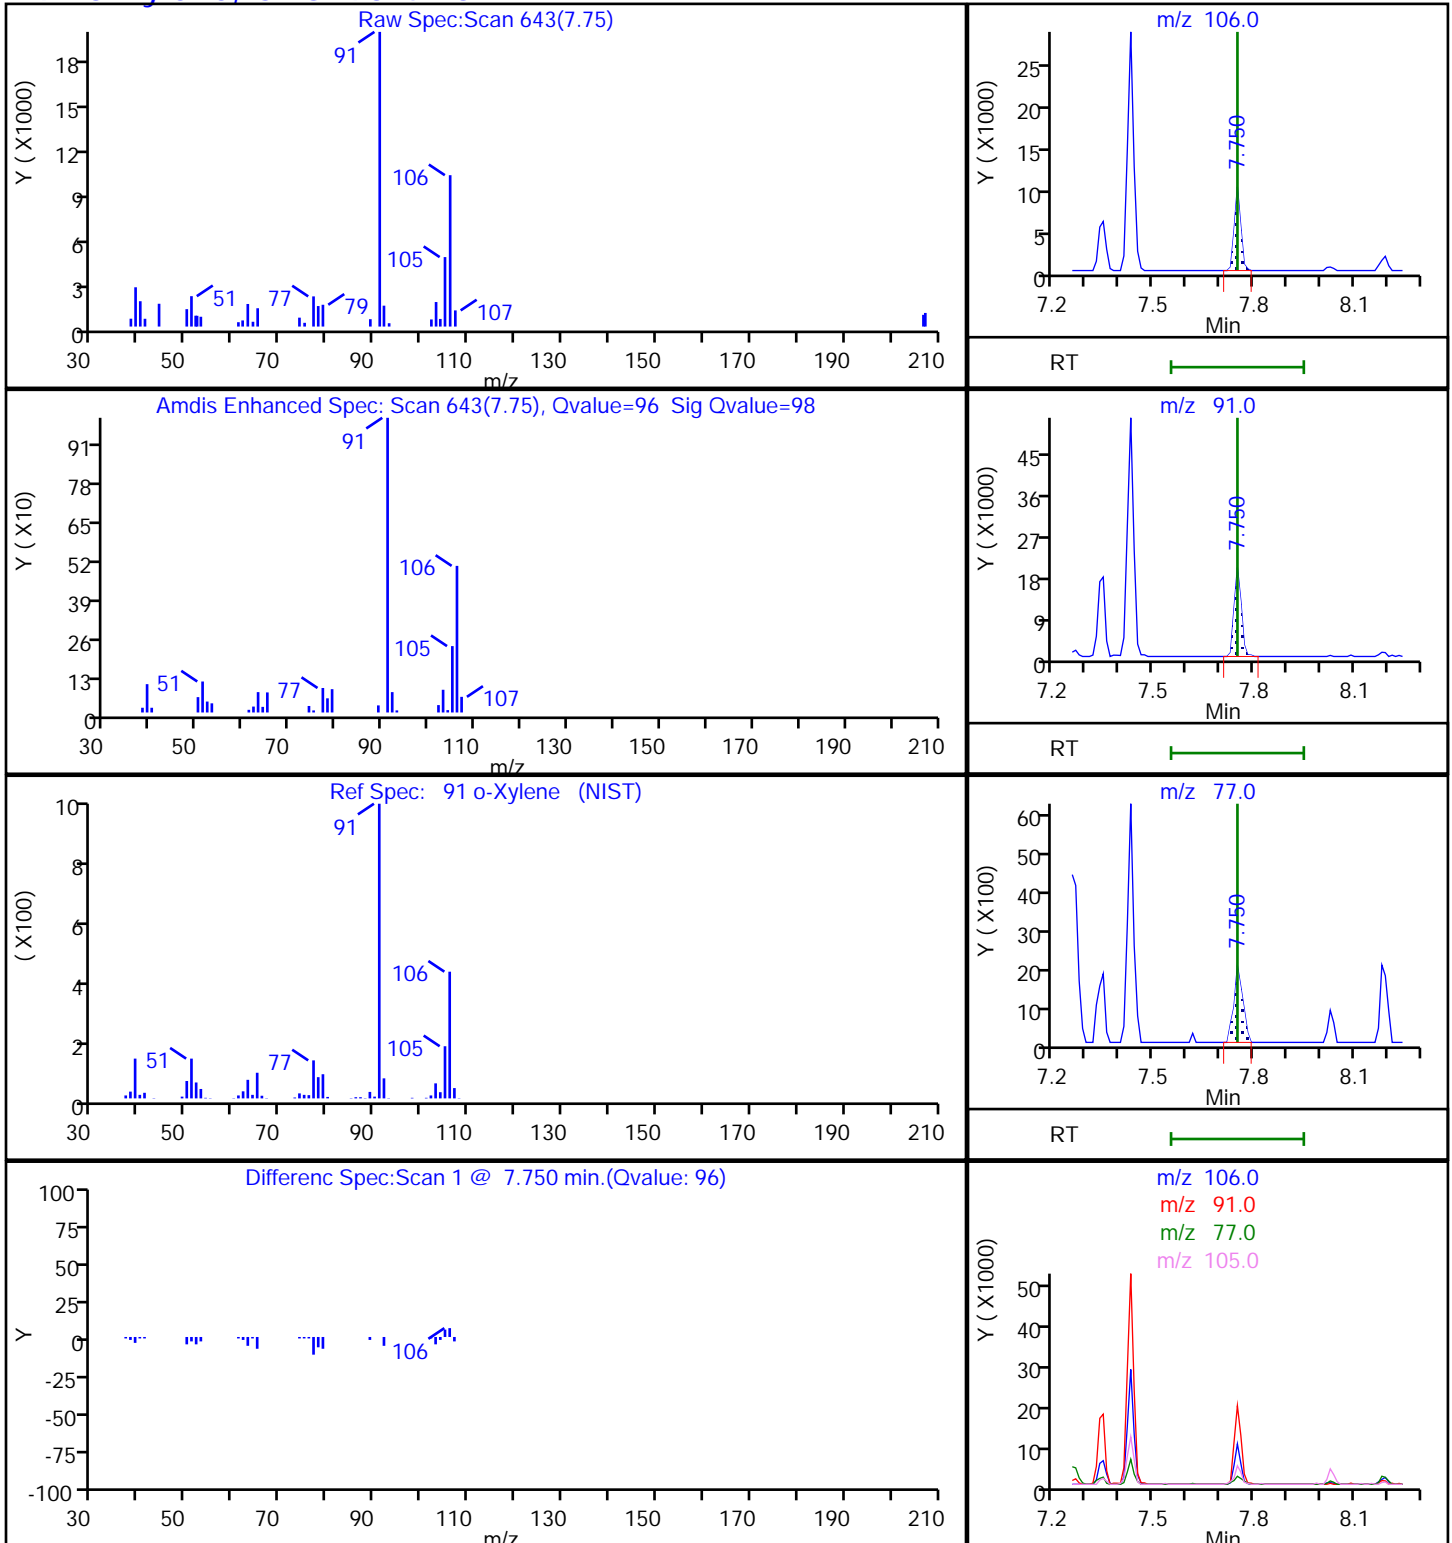 Raw Spec:Scan 643(7.75)
Y ( X1000)
18
15
12
9
6
3
0
91
106
105
51
77
79
107
30 50 70 90 110 130 150 170 190 210
m/z
m/z 106.0
Y ( X1000)
25
20
15
10
5
0
7.750
7.2 7.5 7.8 8.1
Min
RT
Amdis Enhanced Spec: Scan 643(7.75), Qvalue=96 Sig Qvalue=98
Y ( X10)
91
78
65
52
39
26
13
0
91
106
105
51
77
107
30 50 70 90 110 130 150 170 190 210
m/z
m/z 91.0
Y ( X1000)
45
36
27
18
9
0
7.750
7.2 7.5 7.8 8.1
Min
RT
Ref Spec: 91 o-Xylene (NIST)
( X100)
10
8
6
4
2
0
91
106
105
51
77
30 50 70 90 110 130 150 170 190 210
m/z 77.0
Y ( X100)
60
50
40
30
20
10
0
7.750
7.2 7.5 7.8 8.1
Min
RT
Differenc Spec:Scan 1 @ 7.750 min.(Qvalue: 96)
Y
100
75
50
25
0
-25
-50
-75
-100
106
30 50 70 90 110 130 150 170 190 210
m/z
m/z 106.0
m/z 91.0
m/z 77.0
m/z 105.0
Y ( X1000)
50
40
30
20
10
0
7.2 7.5 7.8 8.1
Min